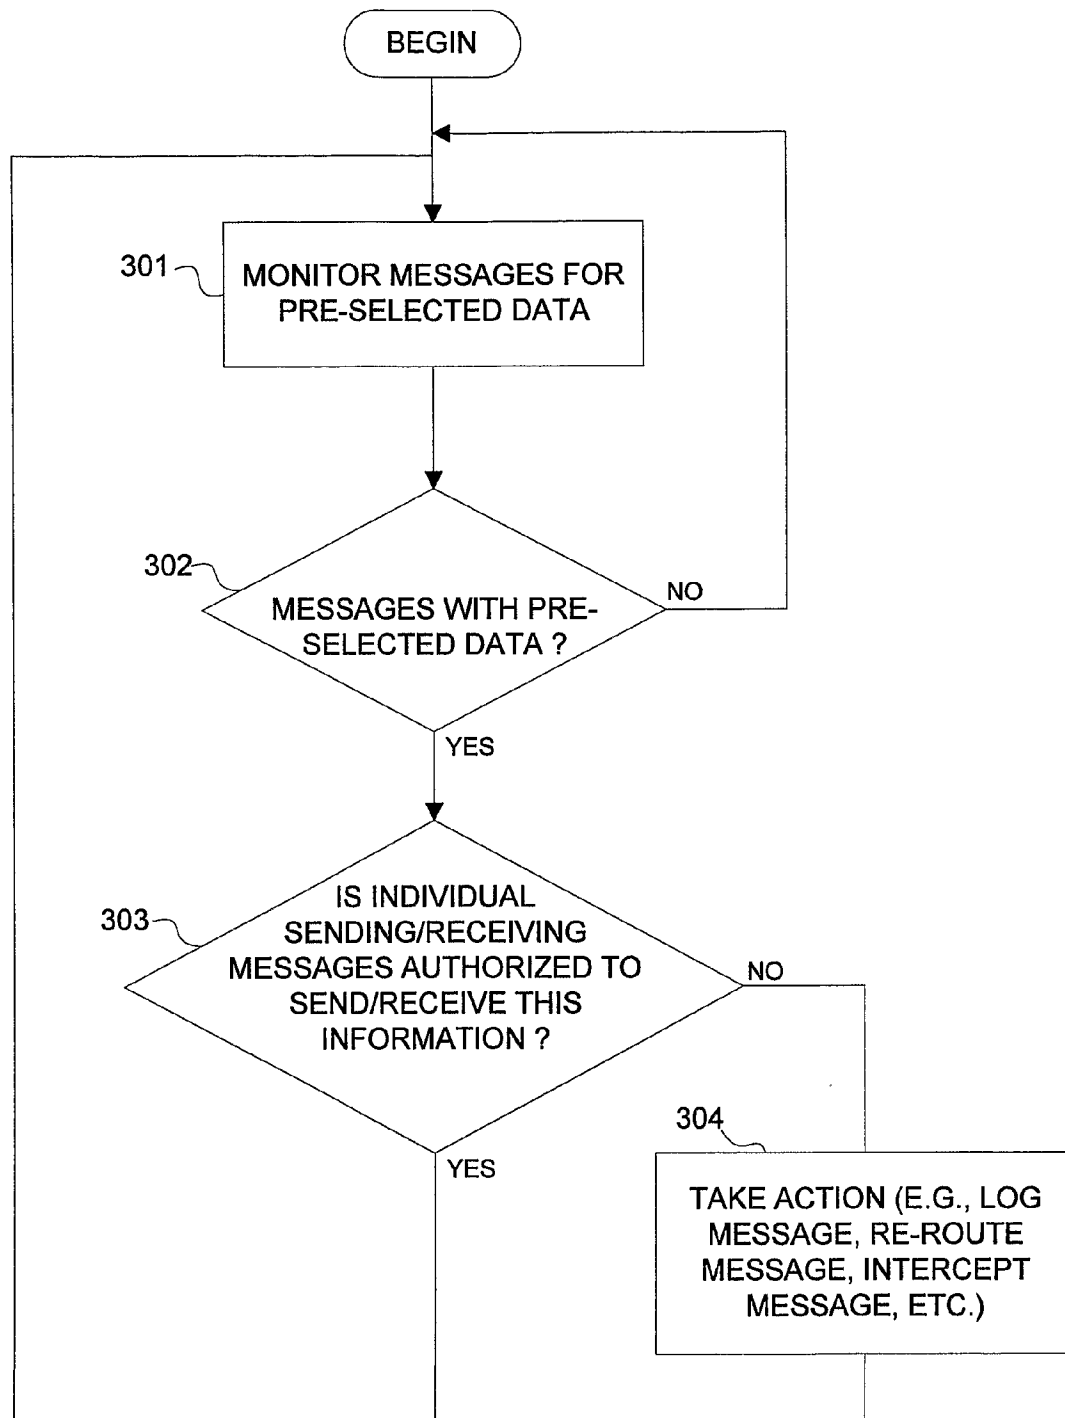 BEGIN
301
MONITOR MESSAGES FOR
PRE-SELECTED DATA
302
MESSAGES WITH PRE-
SELECTED DATA ?
NO
YES
303
IS INDIVIDUAL
SENDING/RECEIVING
MESSAGES AUTHORIZED TO
SEND/RECEIVE THIS
INFORMATION ?
NO
YES
304
TAKE ACTION (E.G., LOG
MESSAGE, RE-ROUTE
MESSAGE, INTERCEPT
MESSAGE, ETC.)